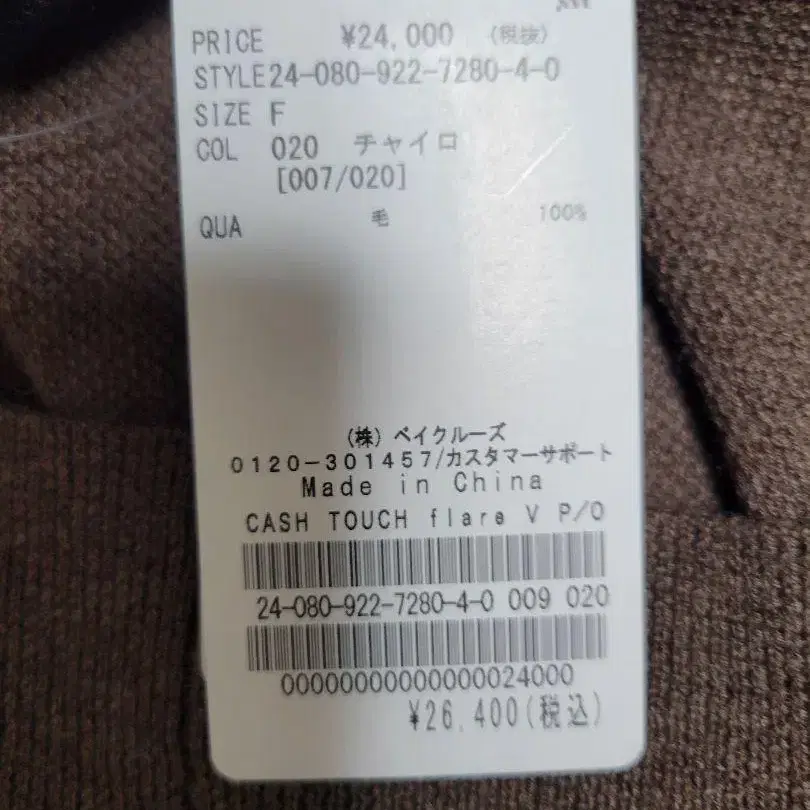 PRICE ¥24,000 (税抜)
STYLE24-080-922-7280-4-0
SIZE F
COL 020 チャイロ
[007/020]
QUA 毛 100%
(株)ベイクルーズ
0120-301457/カスタマーサポート
Made in China
CASH TOUCH flare V P/O
24-080-922-7280-4-0 009 020
00000000000000024000
¥26,400(税込)